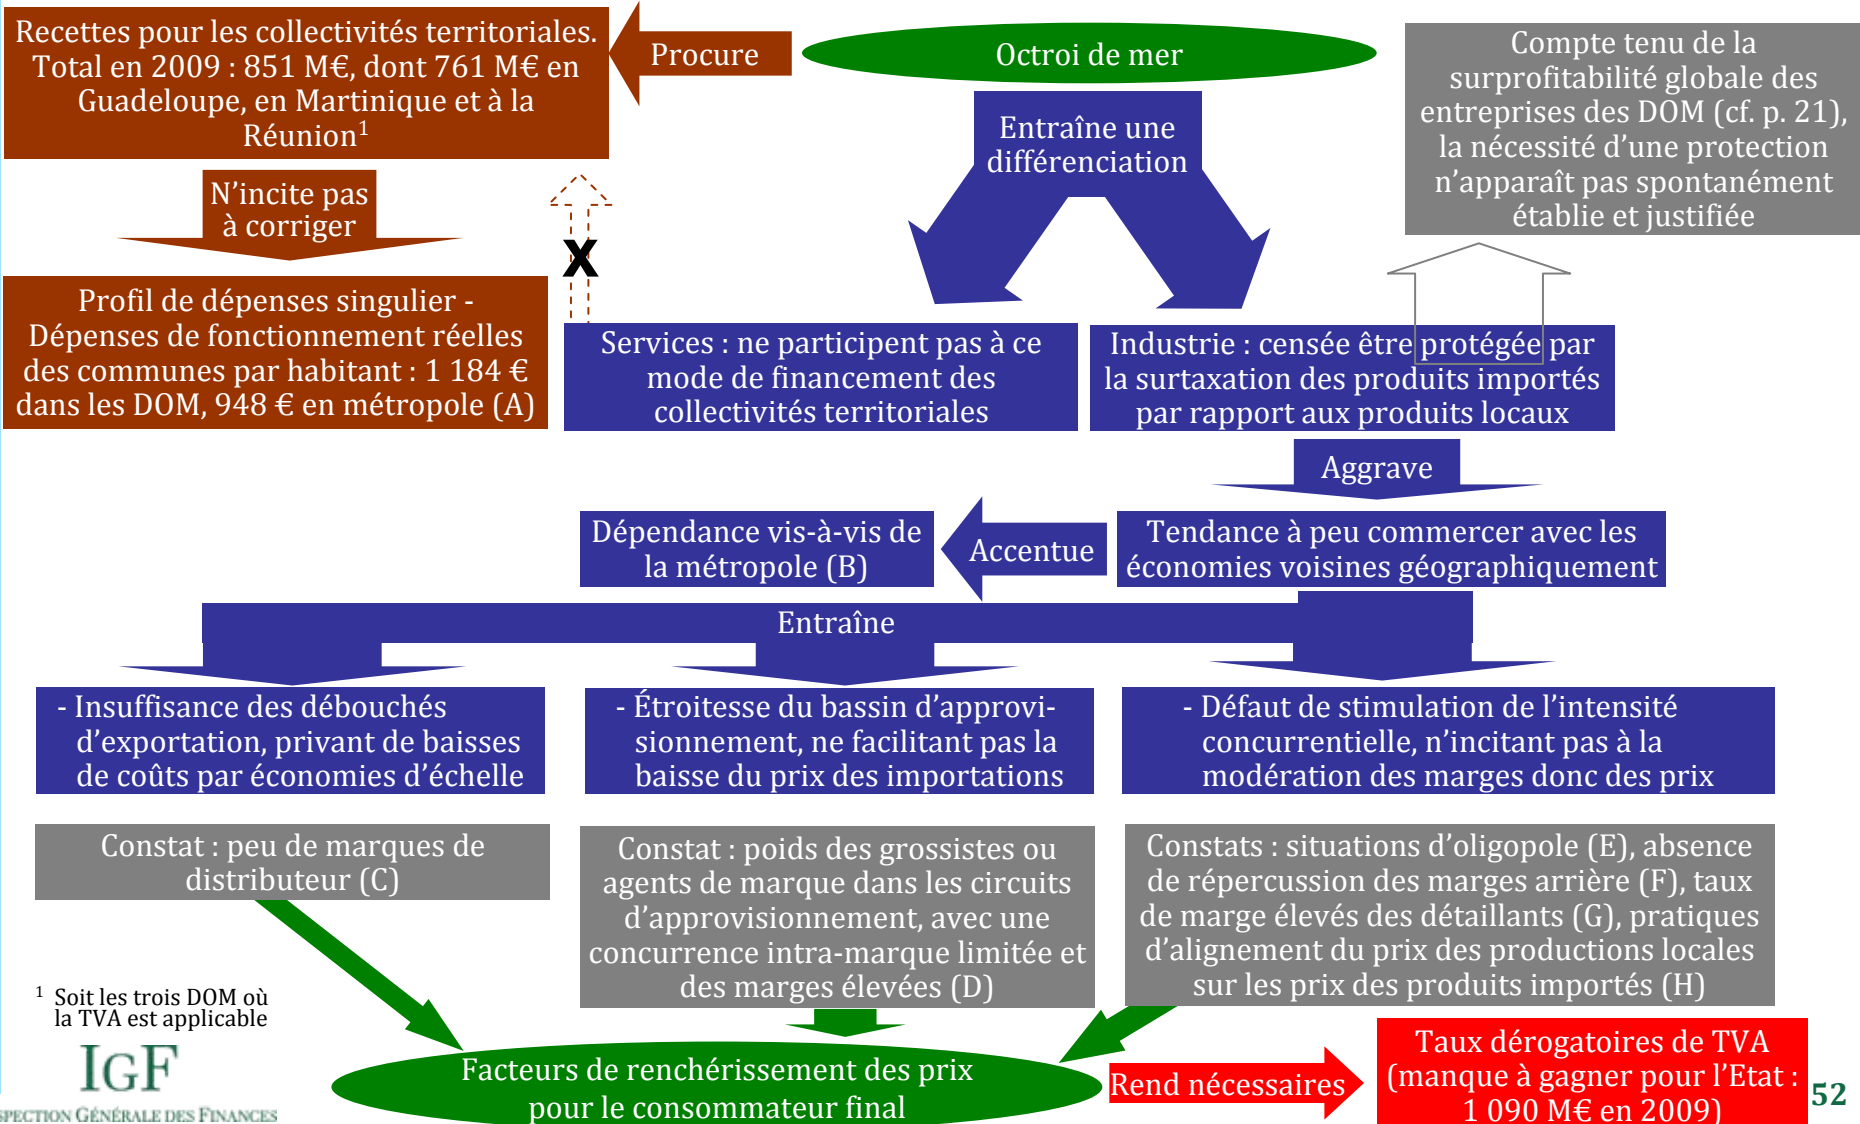 Recettes pour les collectivités territoriales.
Total en 2009 : 851 M€, dont 761 M€ en
Guadeloupe, en Martinique et à la
Réunion1
Procure
Octroi de mer
Compte tenu de la
surprofitabilité globale des
entreprises des DOM (cf. p. 21),
la nécessité d’une protection
n’apparaît pas spontanément
établie et justifiée
Entraîne une
différenciation
N’incite pas
à corriger
X
Profil de dépenses singulier -
Dépenses de fonctionnement réelles
des communes par habitant : 1 184 €
dans les DOM, 948 € en métropole (A)
Services : ne participent pas à ce
mode de financement des
collectivités territoriales
Industrie : censée être protégée par
la surtaxation des produits importés
par rapport aux produits locaux
Aggrave
Dépendance vis-à-vis de
la métropole (B)
Accentue
Tendance à peu commercer avec les
économies voisines géographiquement
Entraîne
- Insuffisance des débouchés
d’exportation, privant de baisses
de coûts par économies d’échelle
- Étroitesse du bassin d’approvi-
sionnement, ne facilitant pas la
baisse du prix des importations
- Défaut de stimulation de l’intensité
concurrentielle, n’incitant pas à la
modération des marges donc des prix
Constat : peu de marques de
distributeur (C)
Constat : poids des grossistes ou
agents de marque dans les circuits
d’approvisionnement, avec une
concurrence intra-marque limitée et
des marges élevées (D)
Constats : situations d’oligopole (E), absence
de répercussion des marges arrière (F), taux
de marge élevés des détaillants (G), pratiques
d’alignement du prix des productions locales
sur les prix des produits importés (H)
1 Soit les trois DOM où
la TVA est applicable
IGF
SPECTION GÉNÉRALE DES FINANCES
Facteurs de renchérissement des prix
pour le consommateur final
Rend nécessaires
Taux dérogatoires de TVA
(manque à gagner pour l’Etat :
1 090 M€ en 2009)
52